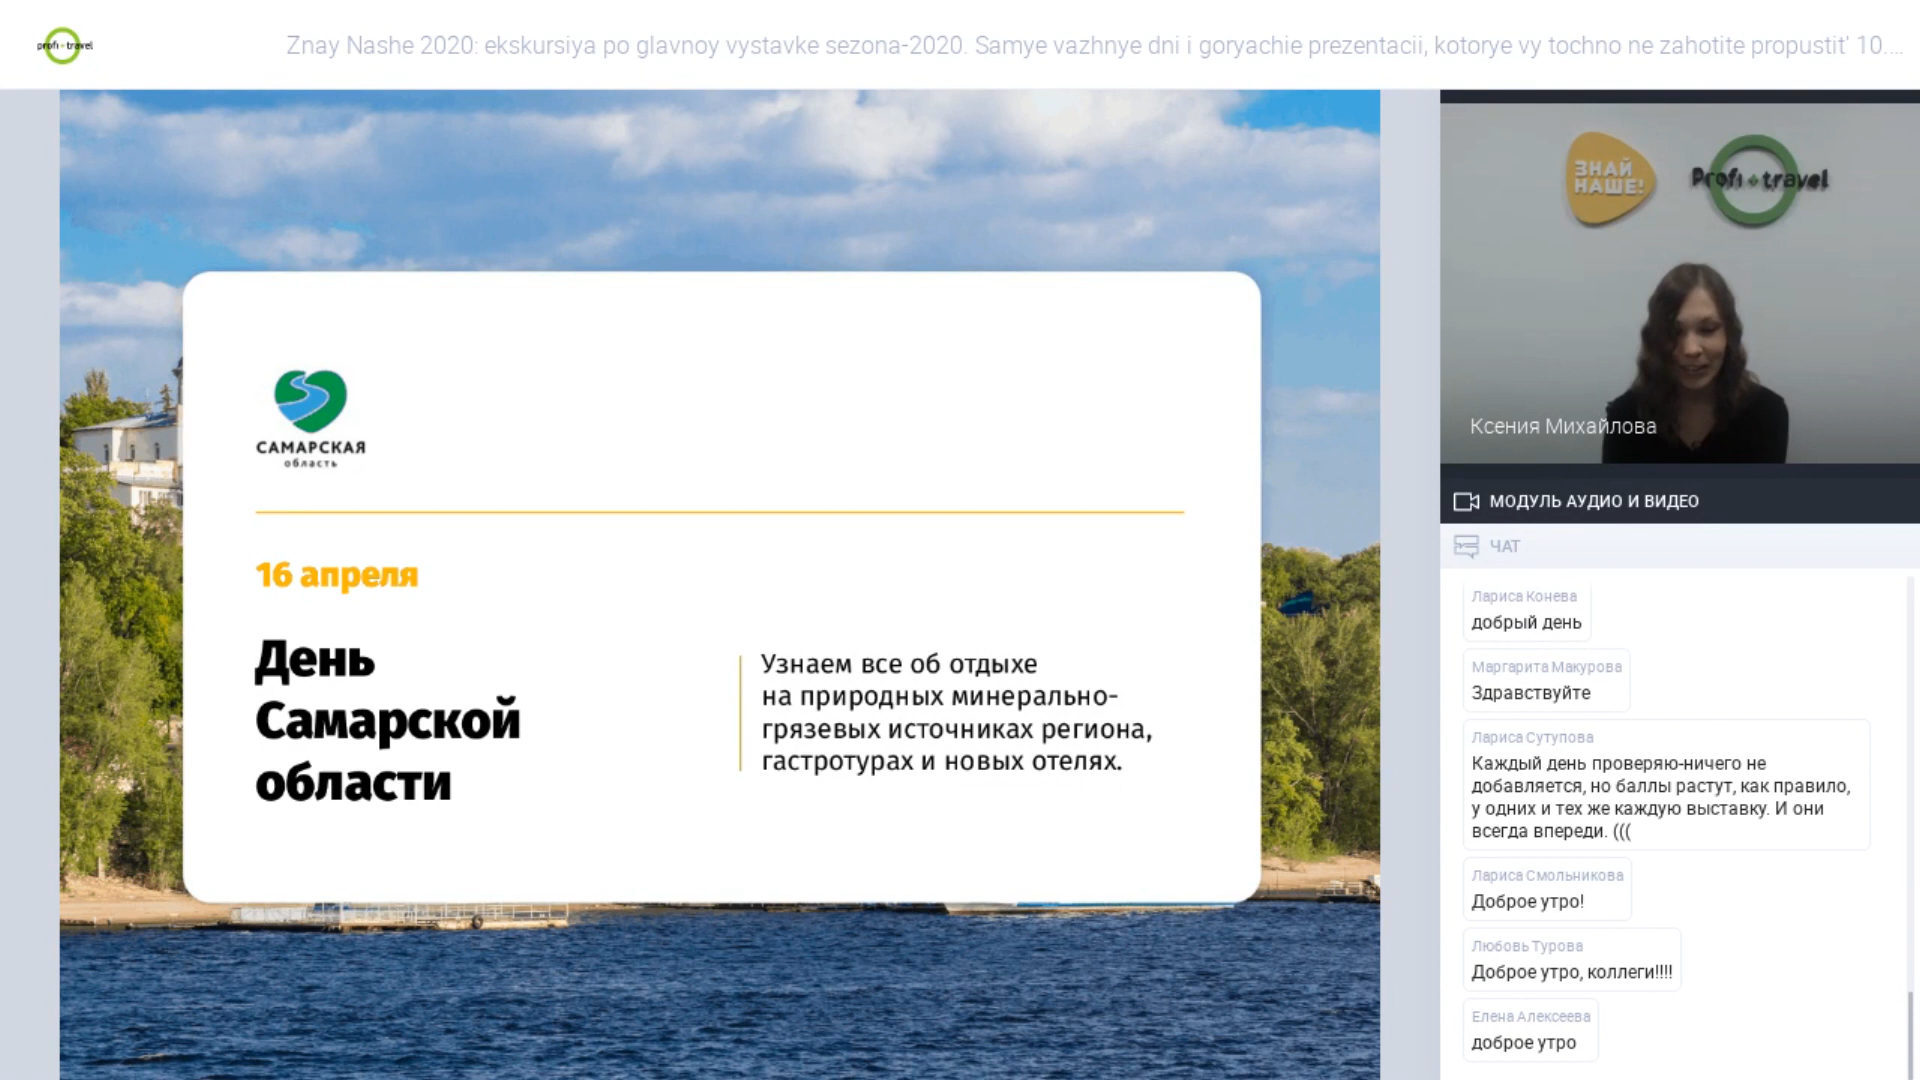 profi travel
Znay Nashe 2020: ekskursiya po glavnoy vystavke sezona-2020. Samye vazhnye dni i goryachie prezentacii, kotorye vy tochno ne zahotite propustit' 10....
САМАРСКАЯ
область
16 апреля
День
Самарской
области
Узнаем все об отдыхе
на природных минерально-
грязевых источниках региона,
гастротурах и новых отелях.
ЗНАЙ
НАШЕ!
Profi travel
Ксения Михайлова
МОДУЛЬ АУДИО И ВИДЕО
ЧАТ
Лариса Конева
добрый день
Маргарита Макурова
Здравствуйте
Лариса Сутупова
Каждый день проверяю-ничего не
добавляется, но баллы растут, как правило,
у одних и тех же каждую выставку. И они
всегда впереди. (((
Лариса Смольникова
Доброе утро!
Любовь Турова
Доброе утро, коллеги!!!!
Елена Алексеева
доброе утро